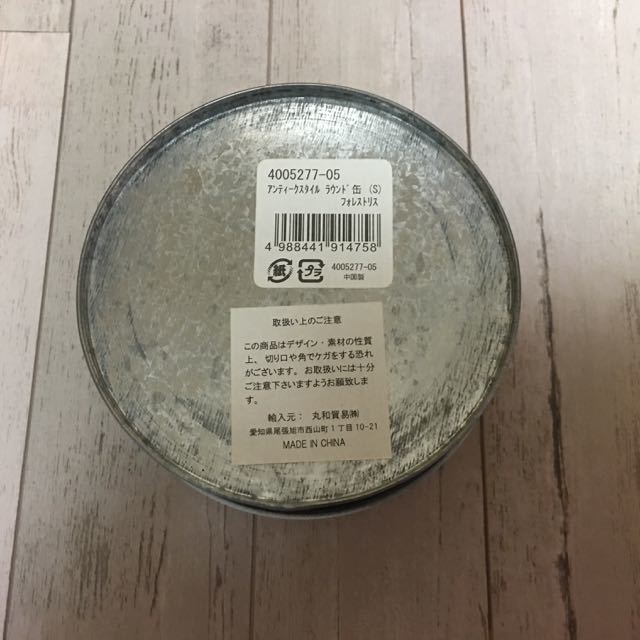 4005277-05
ｱﾝﾃｨｰｸｽﾀｲﾙ ﾗｳﾝﾄﾞ缶 (S)
ﾌｫﾚｽﾄﾘｽ
4 988441 914758
紙 プラ 4005277-05
中国製
取扱い上のご注意
この商品はデザイン・素材の性質
上、切り口や角でケガをする恐れ
がございます。お取扱いには十分
ご注意下さいますようお願致しま
す。
輸入元： 丸和貿易㈱
愛知県尾張旭市西山町１丁目10-21
MADE IN CHINA